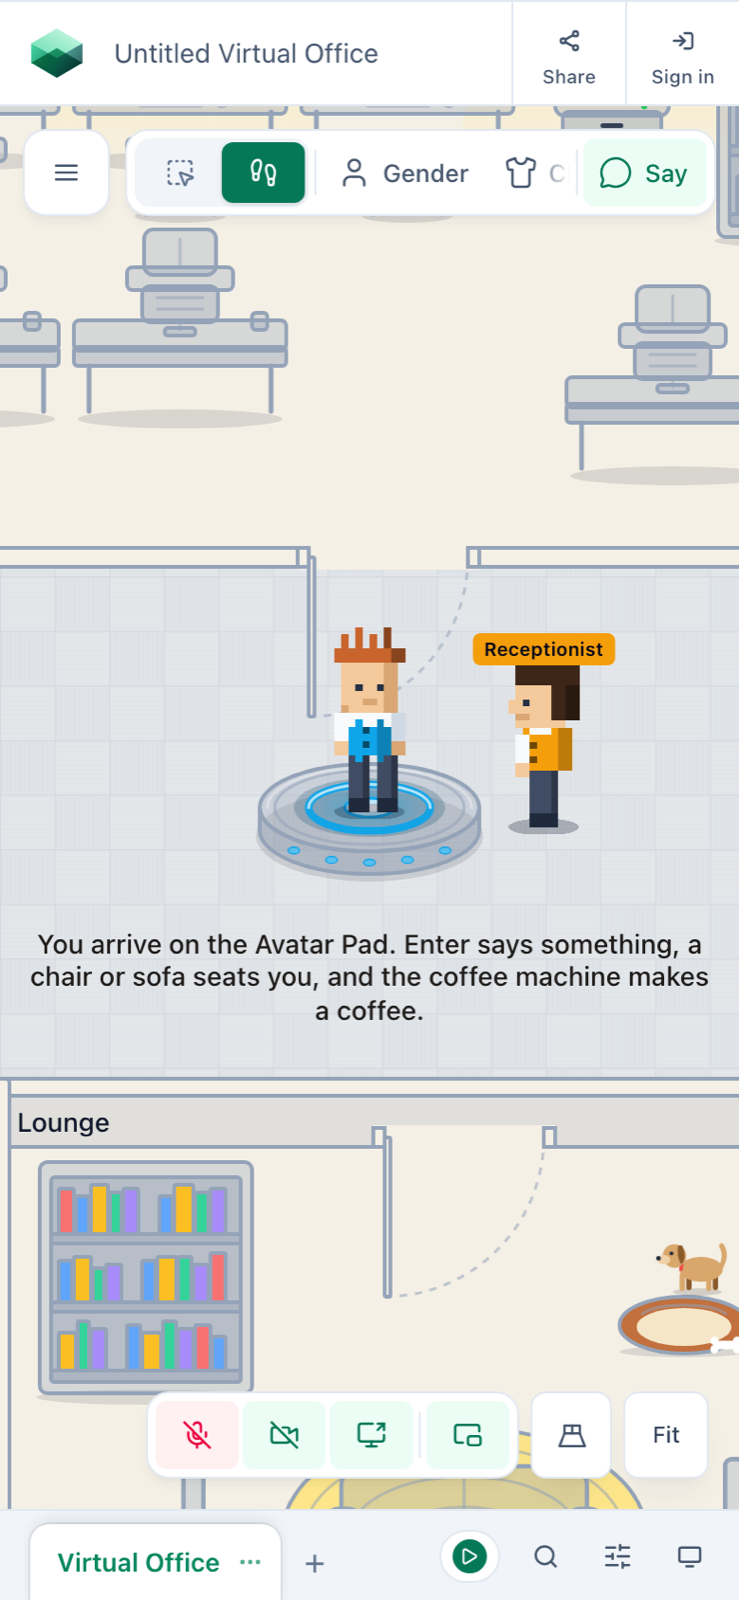 Untitled Virtual Office
Share
Sign in
Gender
C
Say
Receptionist
You arrive on the Avatar Pad. Enter says something, a
chair or sofa seats you, and the coffee machine makes
a coffee.
Lounge
Fit
Virtual Office